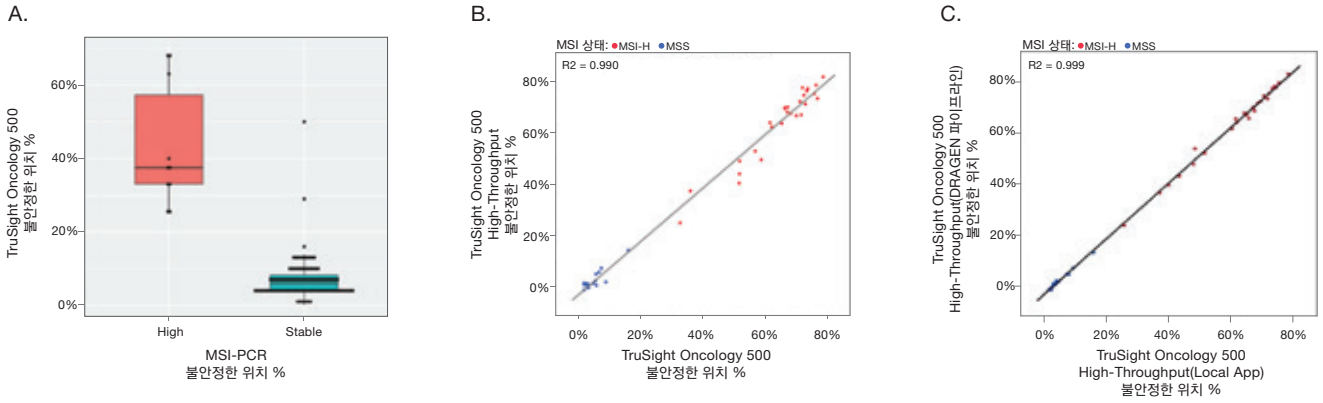 A.
TruSight Oncology 500
불안정한 위치 %
60%
40%
20%
0%
High
Stable
MSI-PCR
불안정한 위치 %
B.
MSI 상태: MSI-H MSS
R2 = 0.990
TruSight Oncology 500
High-Throughput
불안정한 위치 %
80%
60%
40%
20%
0%
0% 20% 40% 60% 80%
TruSight Oncology 500
불안정한 위치 %
C.
MSI 상태: MSI-H MSS
R2 = 0.999
TruSight Oncology 500
High-Throughput(DRAGEN 파이프라인)
불안정한 위치 %
80%
60%
40%
20%
0%
0% 20% 40% 60% 80%
TruSight Oncology 500
High-Throughput(Local App)
불안정한 위치 %